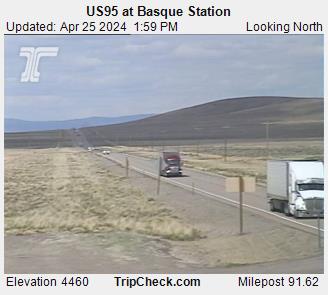 US95 at Basque Station
Updated: Apr 25 2024 1:59 PM Looking North
Elevation 4460 TripCheck.com Milepost 91.62